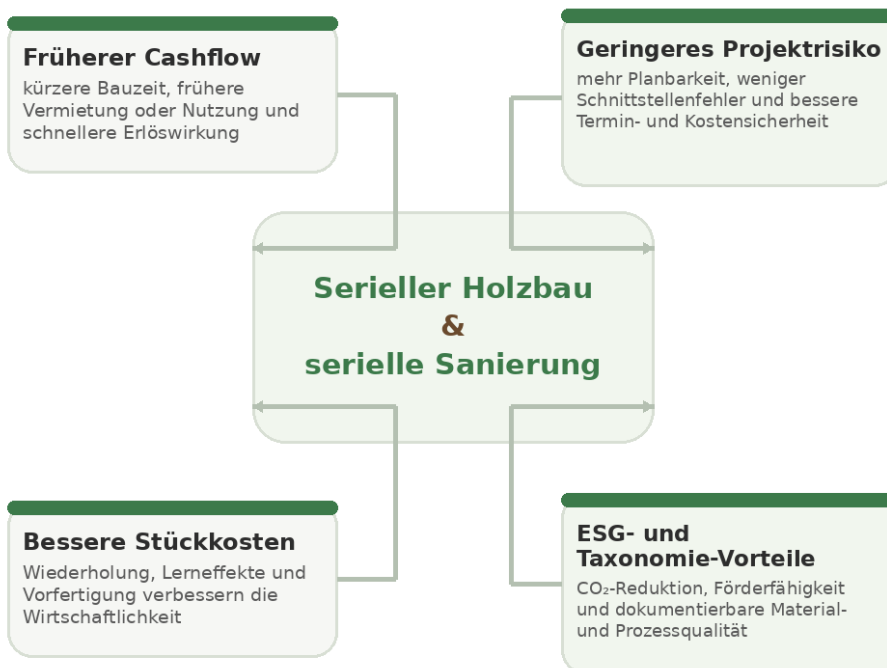 Früherer Cashflow
kürzere Bauzeit, frühere
Vermietung oder Nutzung und
schnellere Erlöswirkung
Geringeres Projektrisiko
mehr Planbarkeit, weniger
Schnittstellenfehler und bessere
Termin- und Kostensicherheit
Serieller Holzbau
&
serielle Sanierung
Bessere Stückkosten
Wiederholung, Lerneffekte und
Vorfertigung verbessern die
Wirtschaftlichkeit
ESG- und
Taxonomie-Vorteile
CO₂-Reduktion, Förderfähigkeit
und dokumentierbare Material-
und Prozessqualität